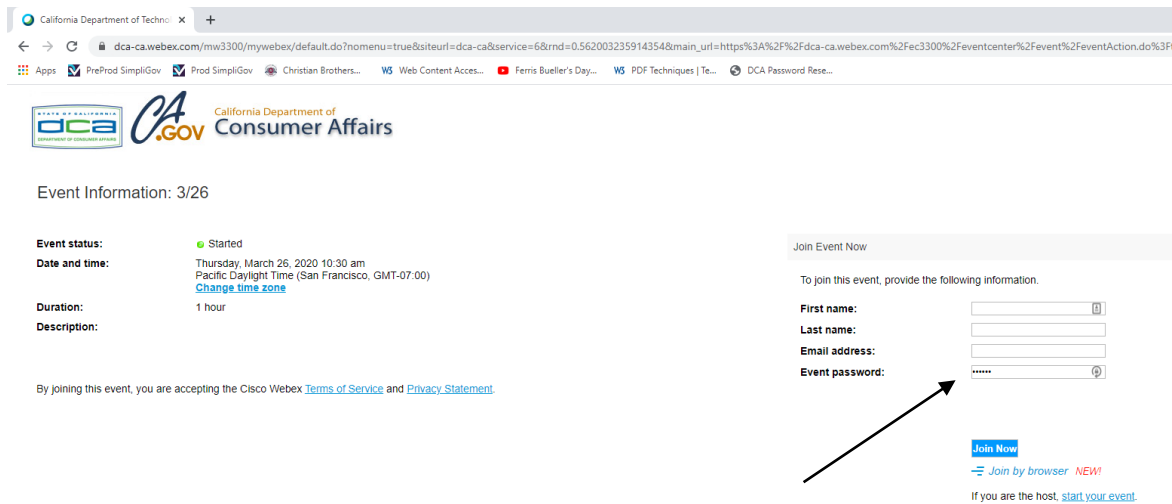 California Department of Technol
dca-ca.webex.com/mw3300/mywebex/default.do?nomenu=true&siteurl=dca-ca&service=6&rnd=0.5620032359143548&main_url=https%3A%2F%2Fdca-ca.webex.com%2Fec3300%2Feventcenter%2Fevent%2FeventAction.do%3F
Apps PreProd SimpliGov Prod SimpliGov Christian Brothers... Web Content Acces... Ferris Bueller's Day... PDF Techniques | Te... DCA Password Rese...
STATE OF CALIFORNIA
dca
DEPARTMENT OF CONSUMER AFFAIRS
CA.GOV
California Department of
Consumer Affairs
Event Information: 3/26
Event status: Started
Date and time: Thursday, March 26, 2020 10:30 am
Pacific Daylight Time (San Francisco, GMT-07:00)
Change time zone
Duration: 1 hour
Description:
By joining this event, you are accepting the Cisco Webex Terms of Service and Privacy Statement.
Join Event Now
To join this event, provide the following information.
First name:
Last name:
Email address:
Event password: ••••••
Join Now
Join by browser NEW!
If you are the host, start your event.